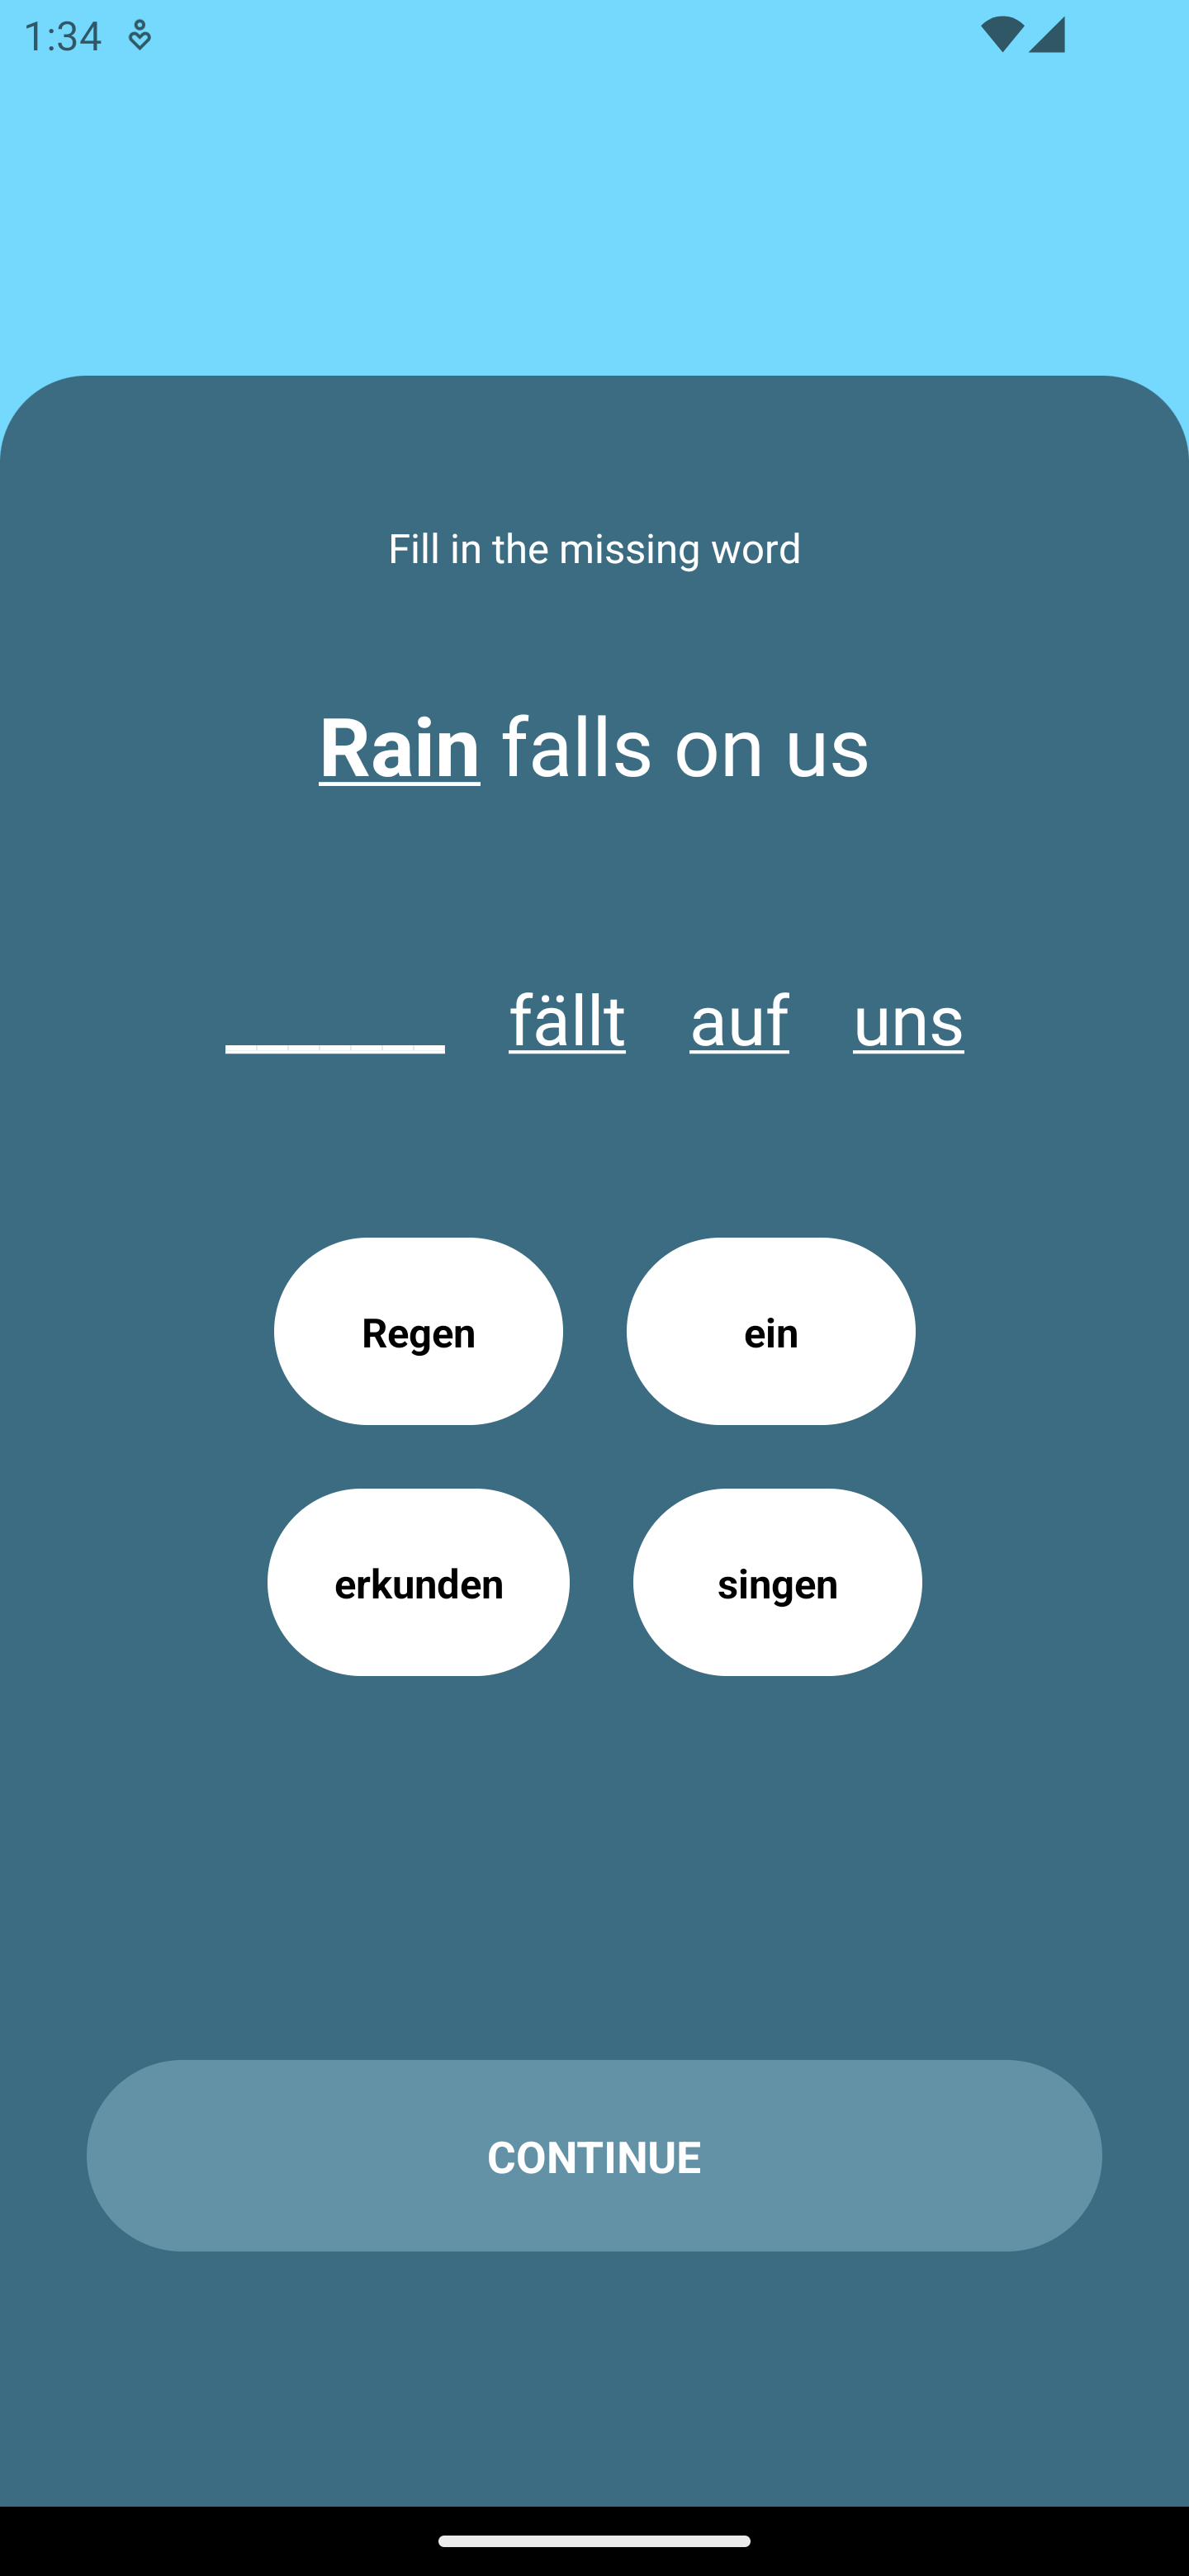 1:34
Fill in the missing word
Rain falls on us
_______ fällt auf uns
Regen ein
erkunden singen
CONTINUE